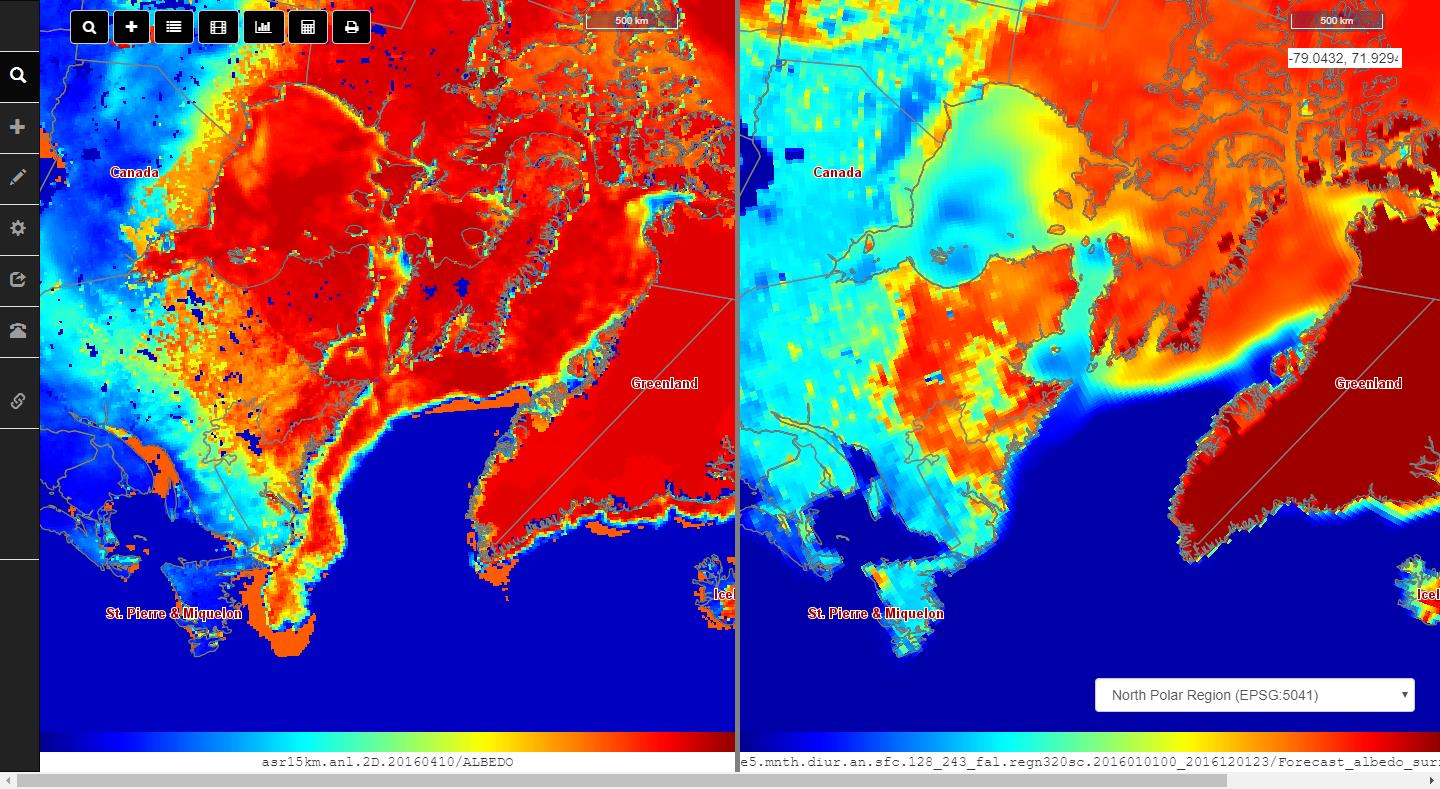 500 km
500 km
-79.0432, 71.9294
Canada
Canada
Greenland
Greenland
Icel
Icel
St. Pierre & Miquelon
St. Pierre & Miquelon
North Polar Region (EPSG:5041)
asr15km.anl.2D.20160410/ALBEDO
e5.mnth.diur.an.sfc.128_243_fal.regn320sc.2016010100_2016120123/Forecast_albedo_surf